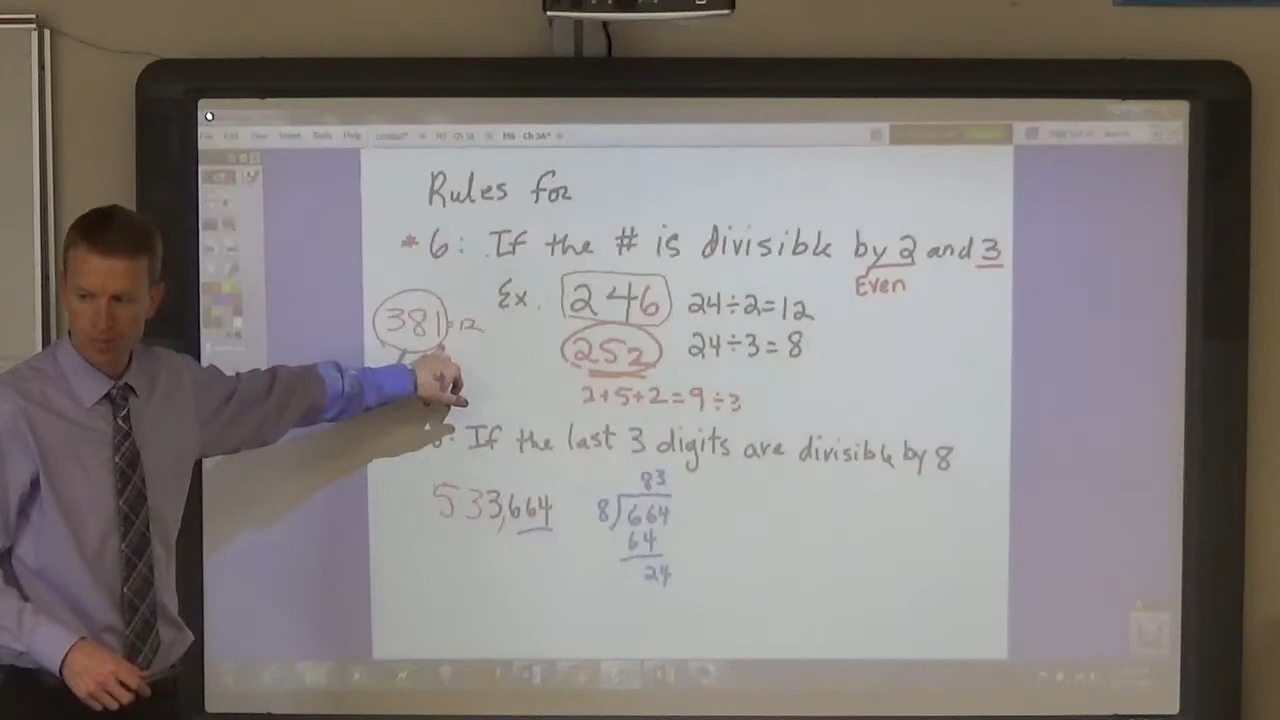 Rules for
* 6: If the # is divisible by 2 and 3
Even
Ex. 246 24÷2=12
381=12
252 24÷3=8
2+5+2=9÷3
: If the last 3 digits are divisible by 8
83
533,664 8)664
64
24